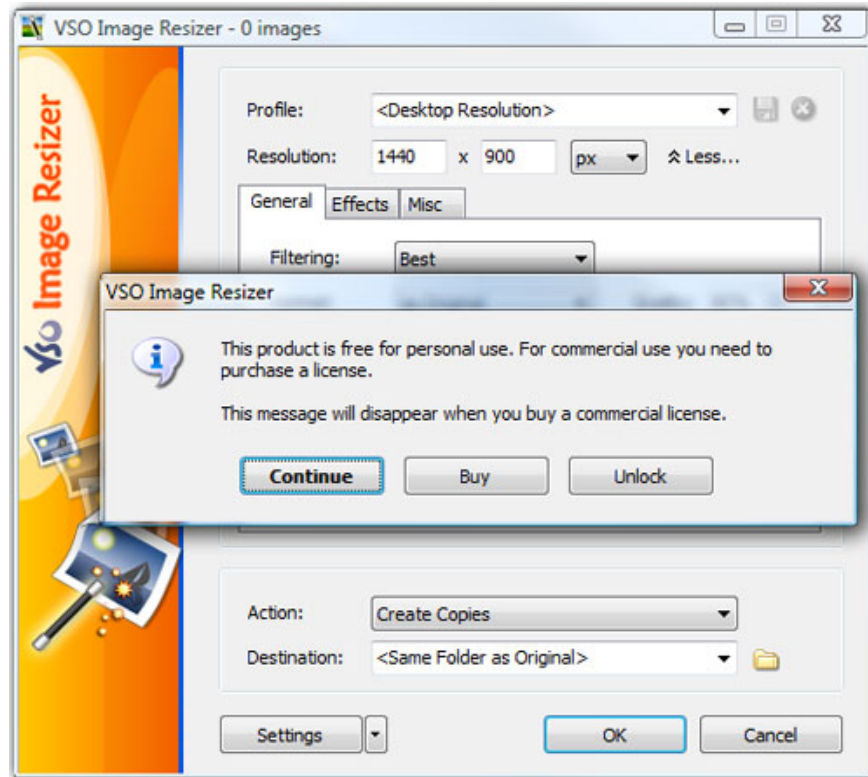 VSO Image Resizer - 0 images
VSO Image Resizer
Profile: <Desktop Resolution>
Resolution: 1440 x 900 px Less...
General Effects Misc
Filtering: Best
VSO Image Resizer
This product is free for personal use. For commercial use you need to
purchase a license.
This message will disappear when you buy a commercial license.
Continue Buy Unlock
Action: Create Copies
Destination: <Same Folder as Original>
Settings OK Cancel